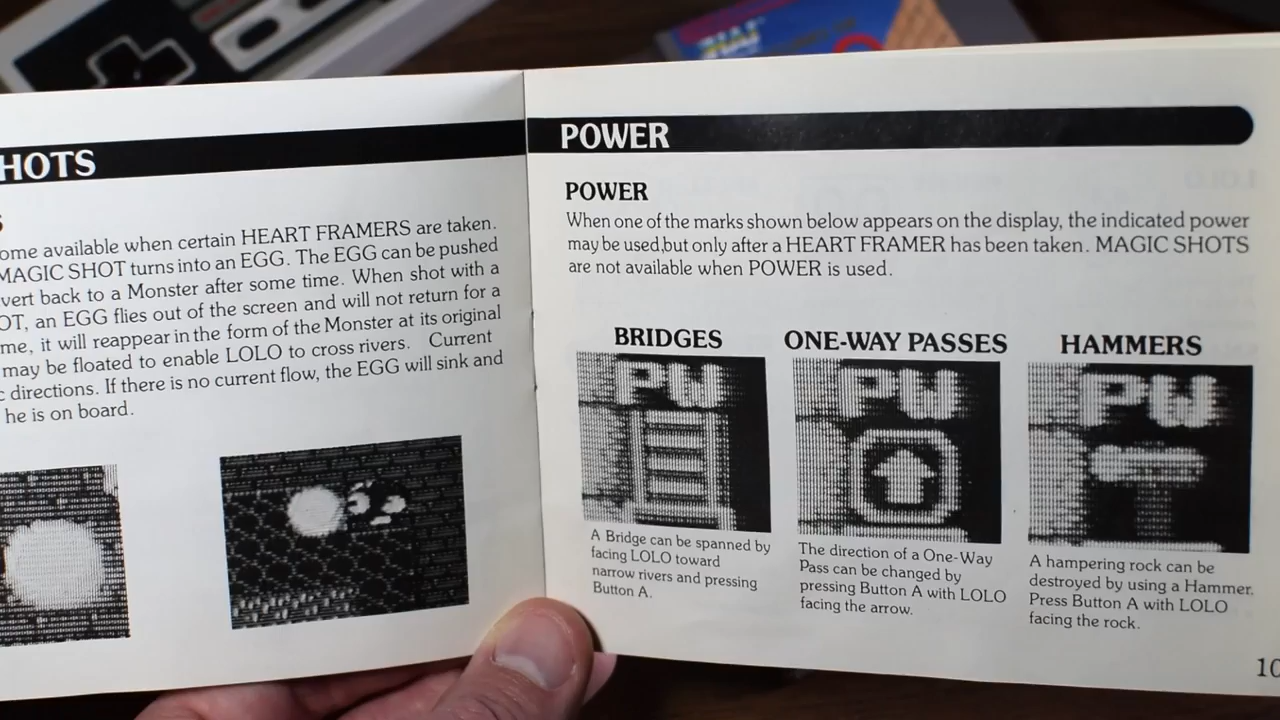 HOTS
S
ome available when certain HEART FRAMERS are taken.
MAGIC SHOT turns into an EGG. The EGG can be pushed
vert back to a Monster after some time. When shot with a
OT, an EGG flies out of the screen and will not return for a
me, it will reappear in the form of the Monster at its original
may be floated to enable LOLO to cross rivers. Current
c directions. If there is no current flow, the EGG will sink and
he is on board.
POWER
POWER
When one of the marks shown below appears on the display, the indicated power
may be used,but only after a HEART FRAMER has been taken. MAGIC SHOTS
are not available when POWER is used.
BRIDGES
PW
A Bridge can be spanned by
facing LOLO toward
narrow rivers and pressing
Button A.
ONE-WAY PASSES
PW
The direction of a One-Way
Pass can be changed by
pressing Button A with LOLO
facing the arrow.
HAMMERS
PW
A hampering rock can be
destroyed by using a Hammer.
Press Button A with LOLO
facing the rock.
10